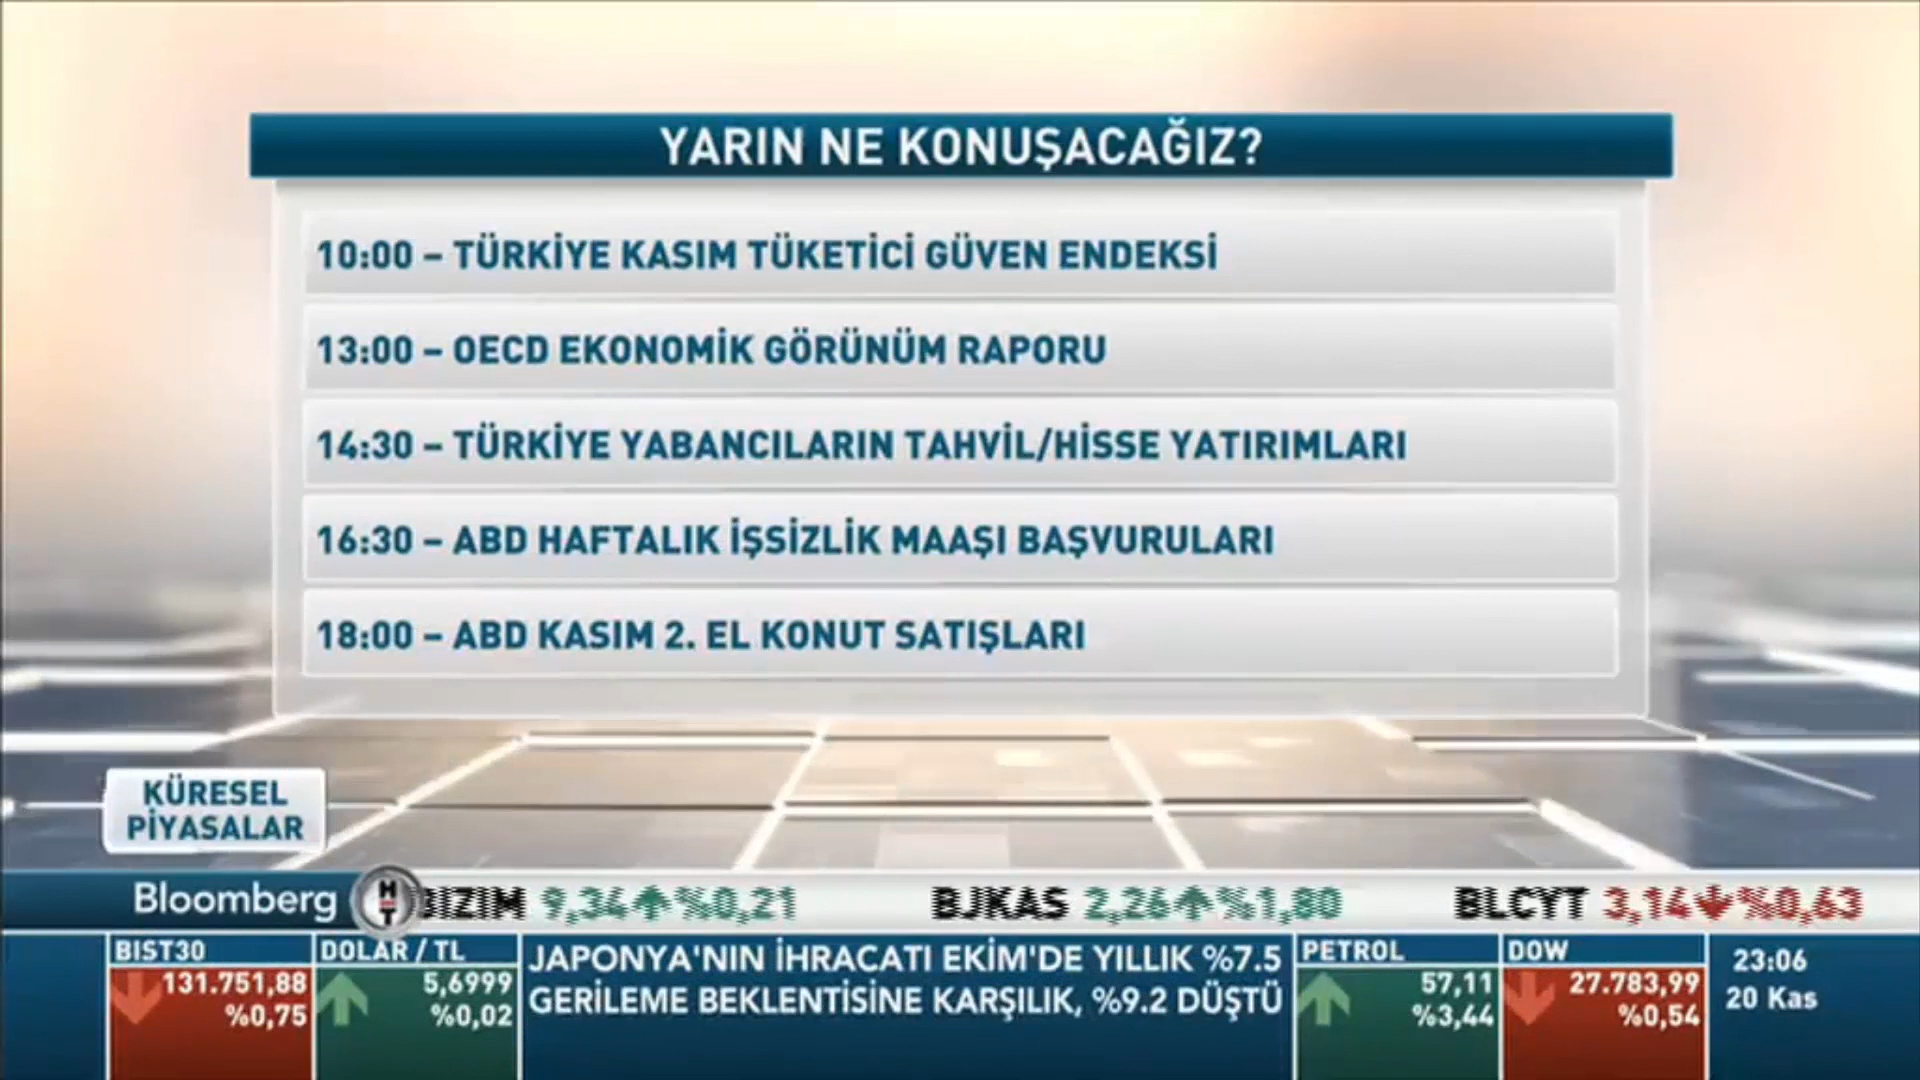 YARIN NE KONUŞACAĞIZ?
10:00 – TÜRKİYE KASIM TÜKETİCİ GÜVEN ENDEKSİ
13:00 – OECD EKONOMİK GÖRÜNÜM RAPORU
14:30 – TÜRKİYE YABANCILARIN TAHVİL/HİSSE YATIRIMLARI
16:30 – ABD HAFTALIK İŞSİZLİK MAAŞI BAŞVURULARI
18:00 – ABD KASIM 2. EL KONUT SATIŞLARI
KÜRESEL
PİYASALAR
Bloomberg HT
BIZIM 9,34 %0,21 BJKAS 2,26 %1,80 BLCYT 3,14 %0,63
BIST30
131.751,88
%0,75
DOLAR / TL
5,6999
%0,02
JAPONYA'NIN İHRACATI EKİM'DE YILLIK %7.5
GERİLEME BEKLENTİSİNE KARŞILIK, %9.2 DÜŞTÜ
PETROL
57,11
%3,44
DOW
27.783,99
%0,54
23:06
20 Kas